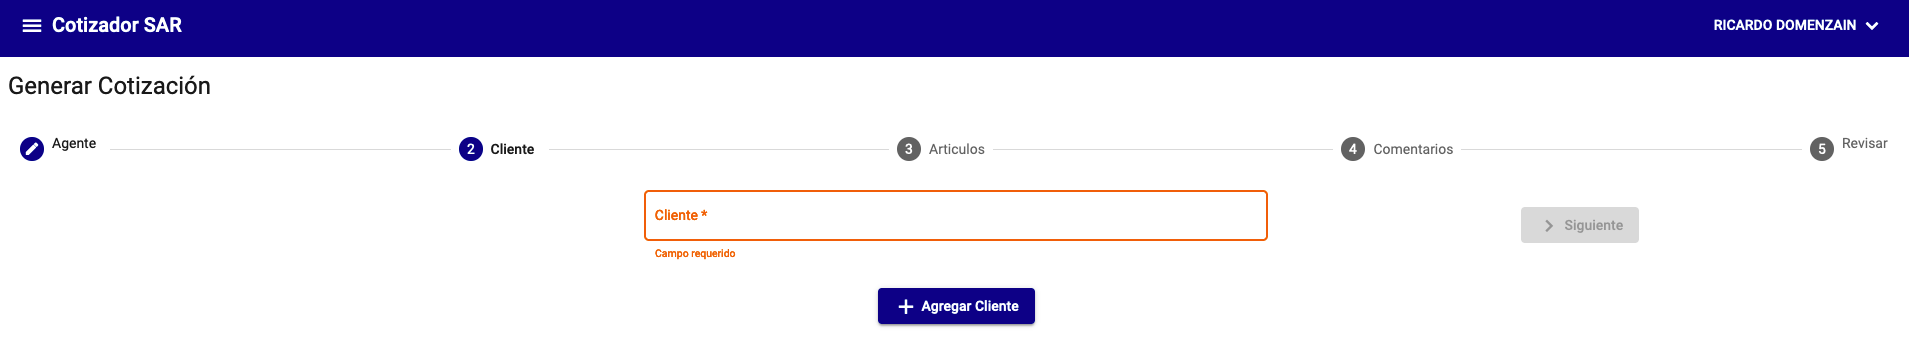 Cotizador SAR
RICARDO DOMENZAIN
Generar Cotización
Agente
2 Cliente
3 Articulos
4 Comentarios
5 Revisar
Cliente *
Siguiente
Campo requerido
Agregar Cliente